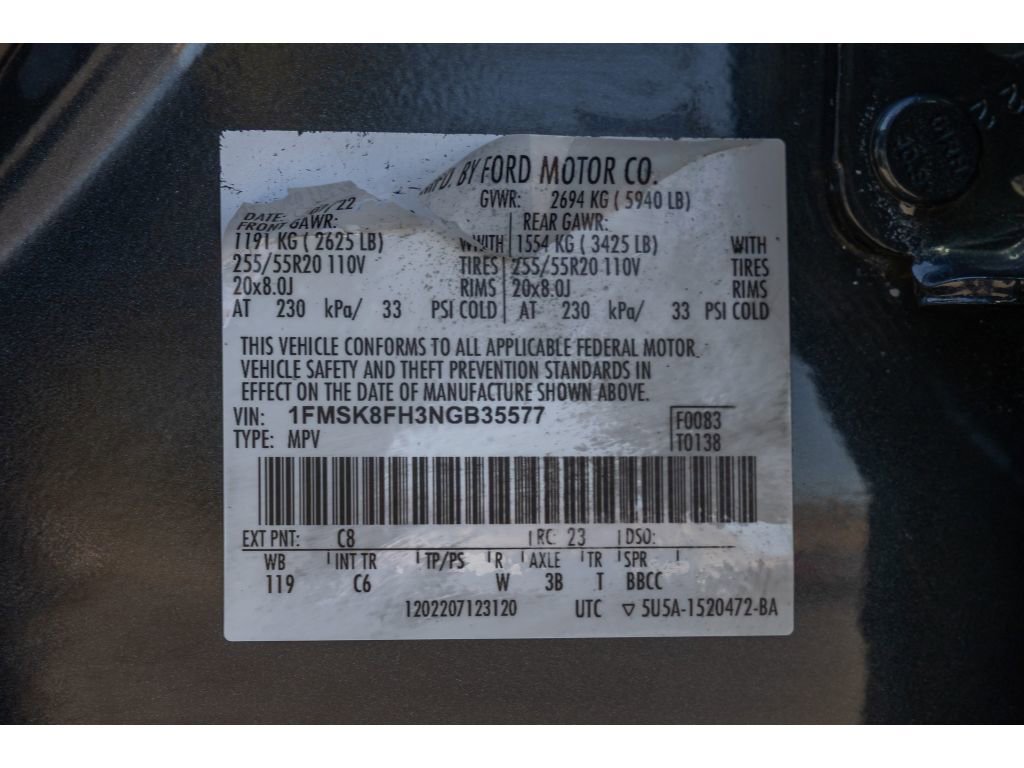 MFD. BY FORD MOTOR CO.
DATE: 07/22 GVWR: 2694 KG ( 5940 LB)
FRONT GAWR: REAR GAWR:
1191 KG ( 2625 LB) WITH 1554 KG ( 3425 LB) WITH
255/55R20 110V TIRES 255/55R20 110V TIRES
20x8.0J RIMS 20x8.0J RIMS
AT 230 kPa/ 33 PSI COLD AT 230 kPa/ 33 PSI COLD
THIS VEHICLE CONFORMS TO ALL APPLICABLE FEDERAL MOTOR
VEHICLE SAFETY AND THEFT PREVENTION STANDARDS IN
EFFECT ON THE DATE OF MANUFACTURE SHOWN ABOVE.
VIN: 1FMSK8FH3NGB35577 F0083
TYPE: MPV T0138
EXT PNT: C8 RC: 23 DSO:
WB INT TR TP/PS R AXLE TR SPR
119 C6 W 3B T BBCC
1202207123120 UTC ▽ 5U5A-1520472-BA